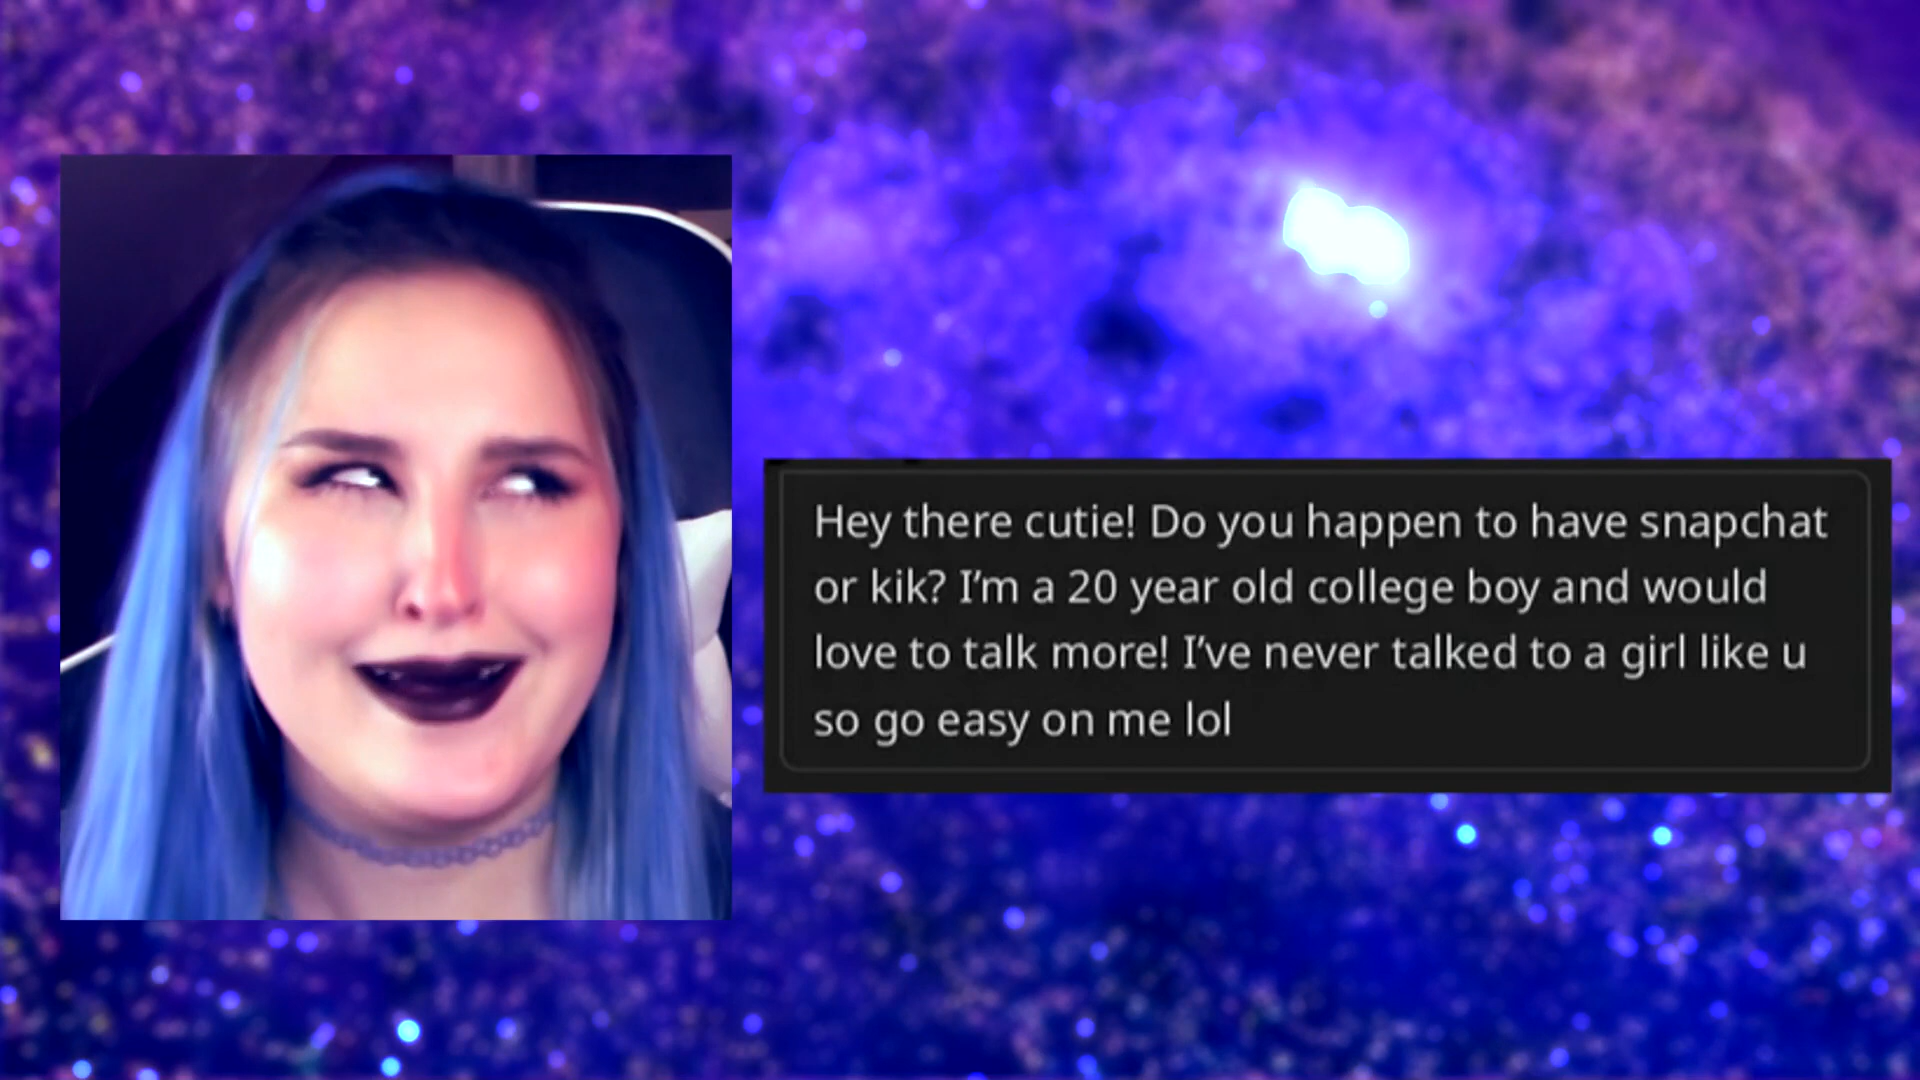 Hey there cutie! Do you happen to have snapchat
or kik? I'm a 20 year old college boy and would
love to talk more! I've never talked to a girl like u
so go easy on me lol